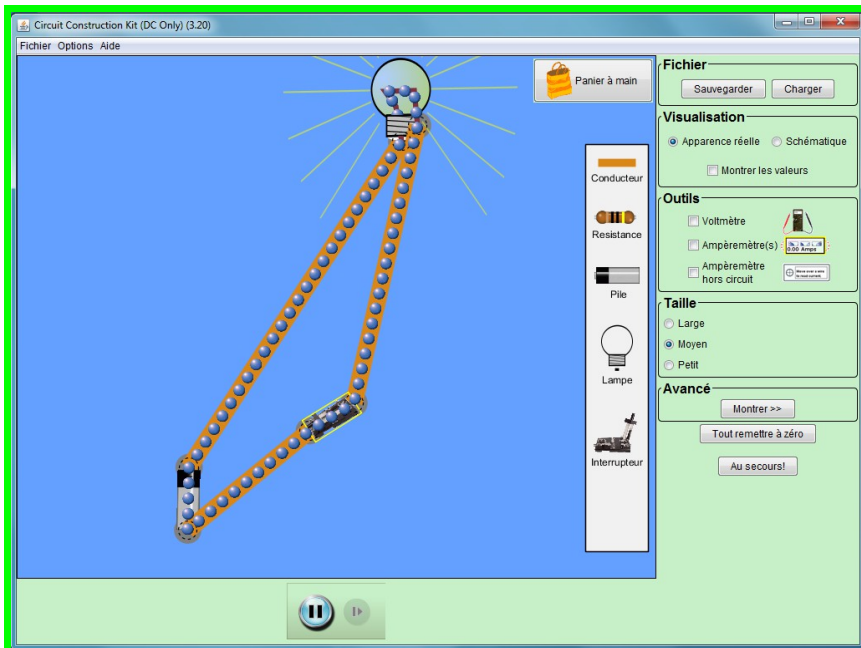 Circuit Construction Kit (DC Only) (3.20)
Fichier Options Aide
Panier à main
Conducteur
Resistance
Pile
Lampe
Interrupteur
Fichier
Sauvegarder Charger
Visualisation
Apparence réelle Schématique
Montrer les valeurs
Outils
Voltmètre
Ampèremètre(s) 0.00 Amps
Ampèremètre
hors circuit
Taille
Large
Moyen
Petit
Avancé
Montrer >>
Tout remettre à zéro
Au secours!